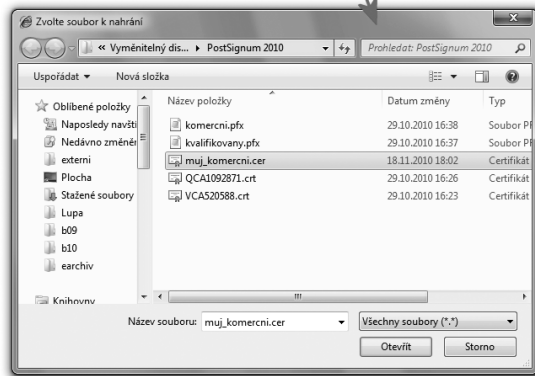 Zvolte soubor k nahrání
« Vyměnitelný dis... ▸ PostSignum 2010
Prohledat: PostSignum 2010
Uspořádat
Nová složka
Oblíbené položky
Naposledy navšti
Nedávno změněn
externi
Plocha
Stažené soubory
Lupa
b09
b10
earchiv
Knihovny
Název položky Datum změny Typ
komercni.pfx 29.10.2010 16:38 Soubor PF
kvalifikovany.pfx 29.10.2010 16:37 Soubor PF
muj_komercni.cer 18.11.2010 18:02 Certifikát
QCA1092871.crt 29.10.2010 16:26 Certifikát
VCA520588.crt 29.10.2010 16:23 Certifikát
Název souboru: muj_komercni.cer
Všechny soubory (*.*)
Otevřít
Storno